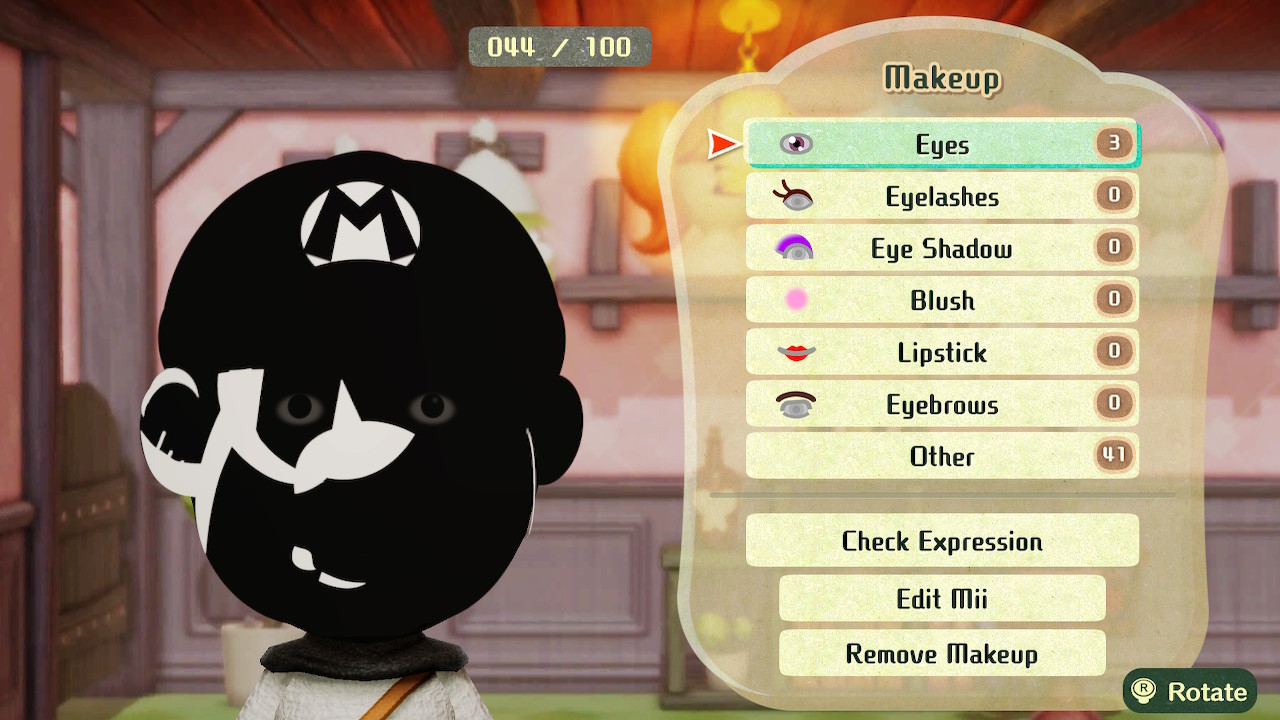 044 / 100
Makeup
Eyes 3
Eyelashes 0
Eye Shadow 0
Blush 0
Lipstick 0
Eyebrows 0
Other 41
Check Expression
Edit Mii
Remove Makeup
R Rotate
M